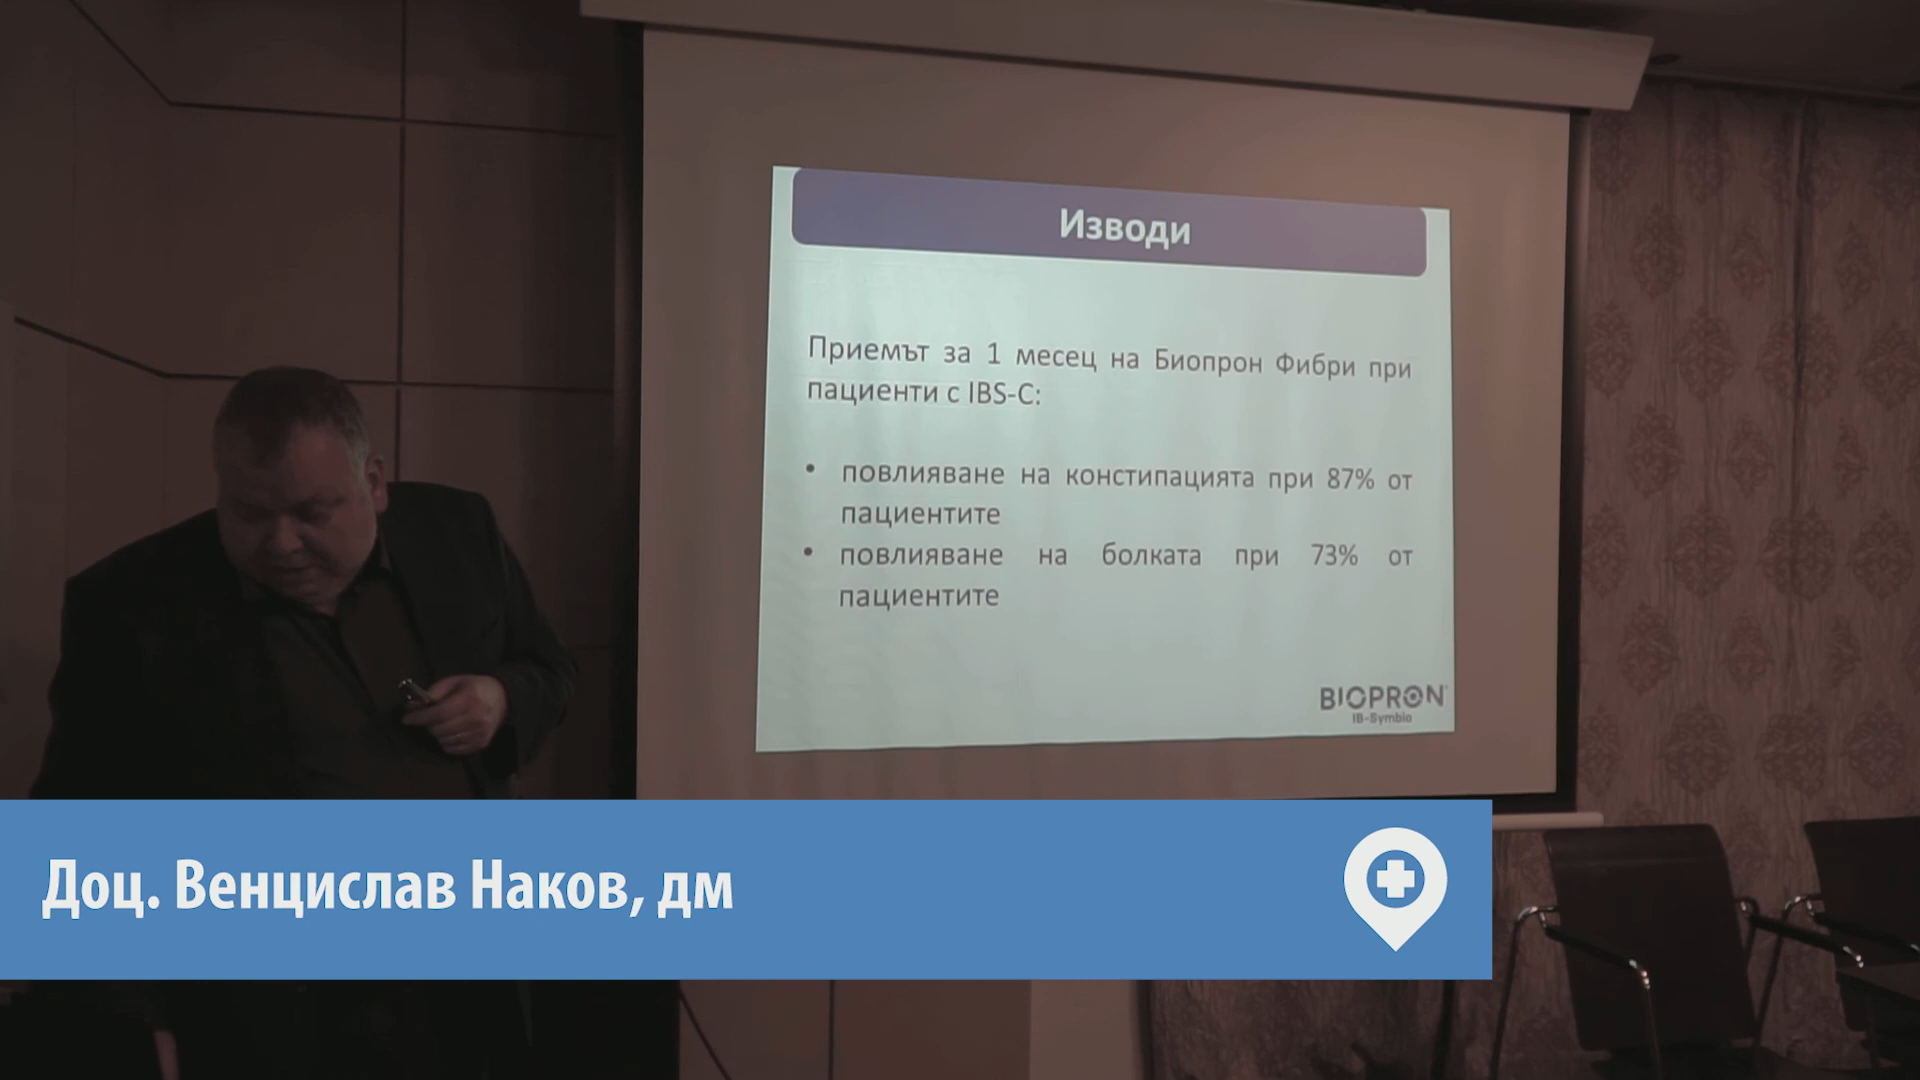 Изводи
Приемът за 1 месец на Биопрон Фибри при
пациенти с IBS-C:
• повлияване на констипацията при 87% от
пациентите
• повлияване на болката при 73% от
пациентите
BIOPRON
IB-Symbio
Доц. Венцислав Наков, дм